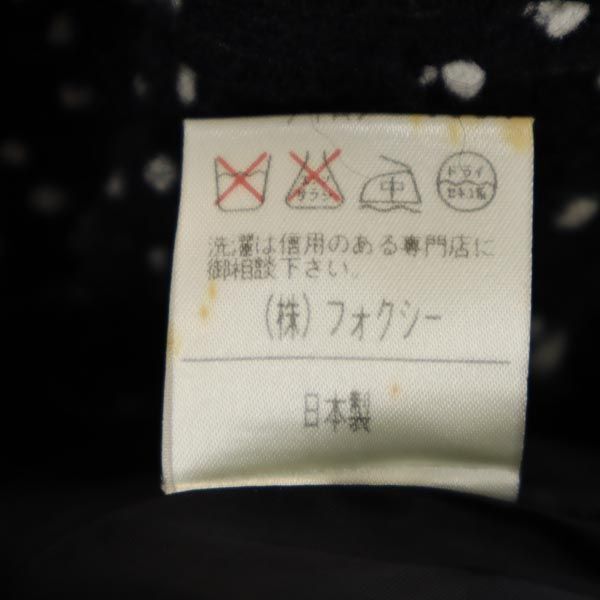 中 ドライ セキユ系
洗濯は信用のある専門店に
御相談下さい。
(株)フォクシー
日本製